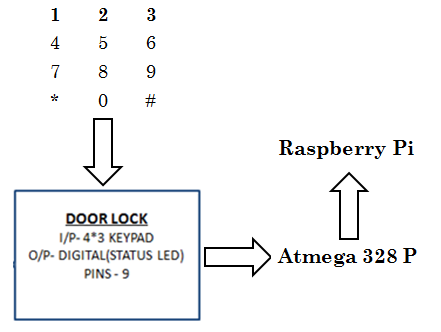 1 2 3
4 5 6
7 8 9
* 0 #
Raspberry Pi
DOOR LOCK
I/P- 4*3 KEYPAD
O/P- DIGITAL(STATUS LED)
PINS - 9
Atmega 328 P